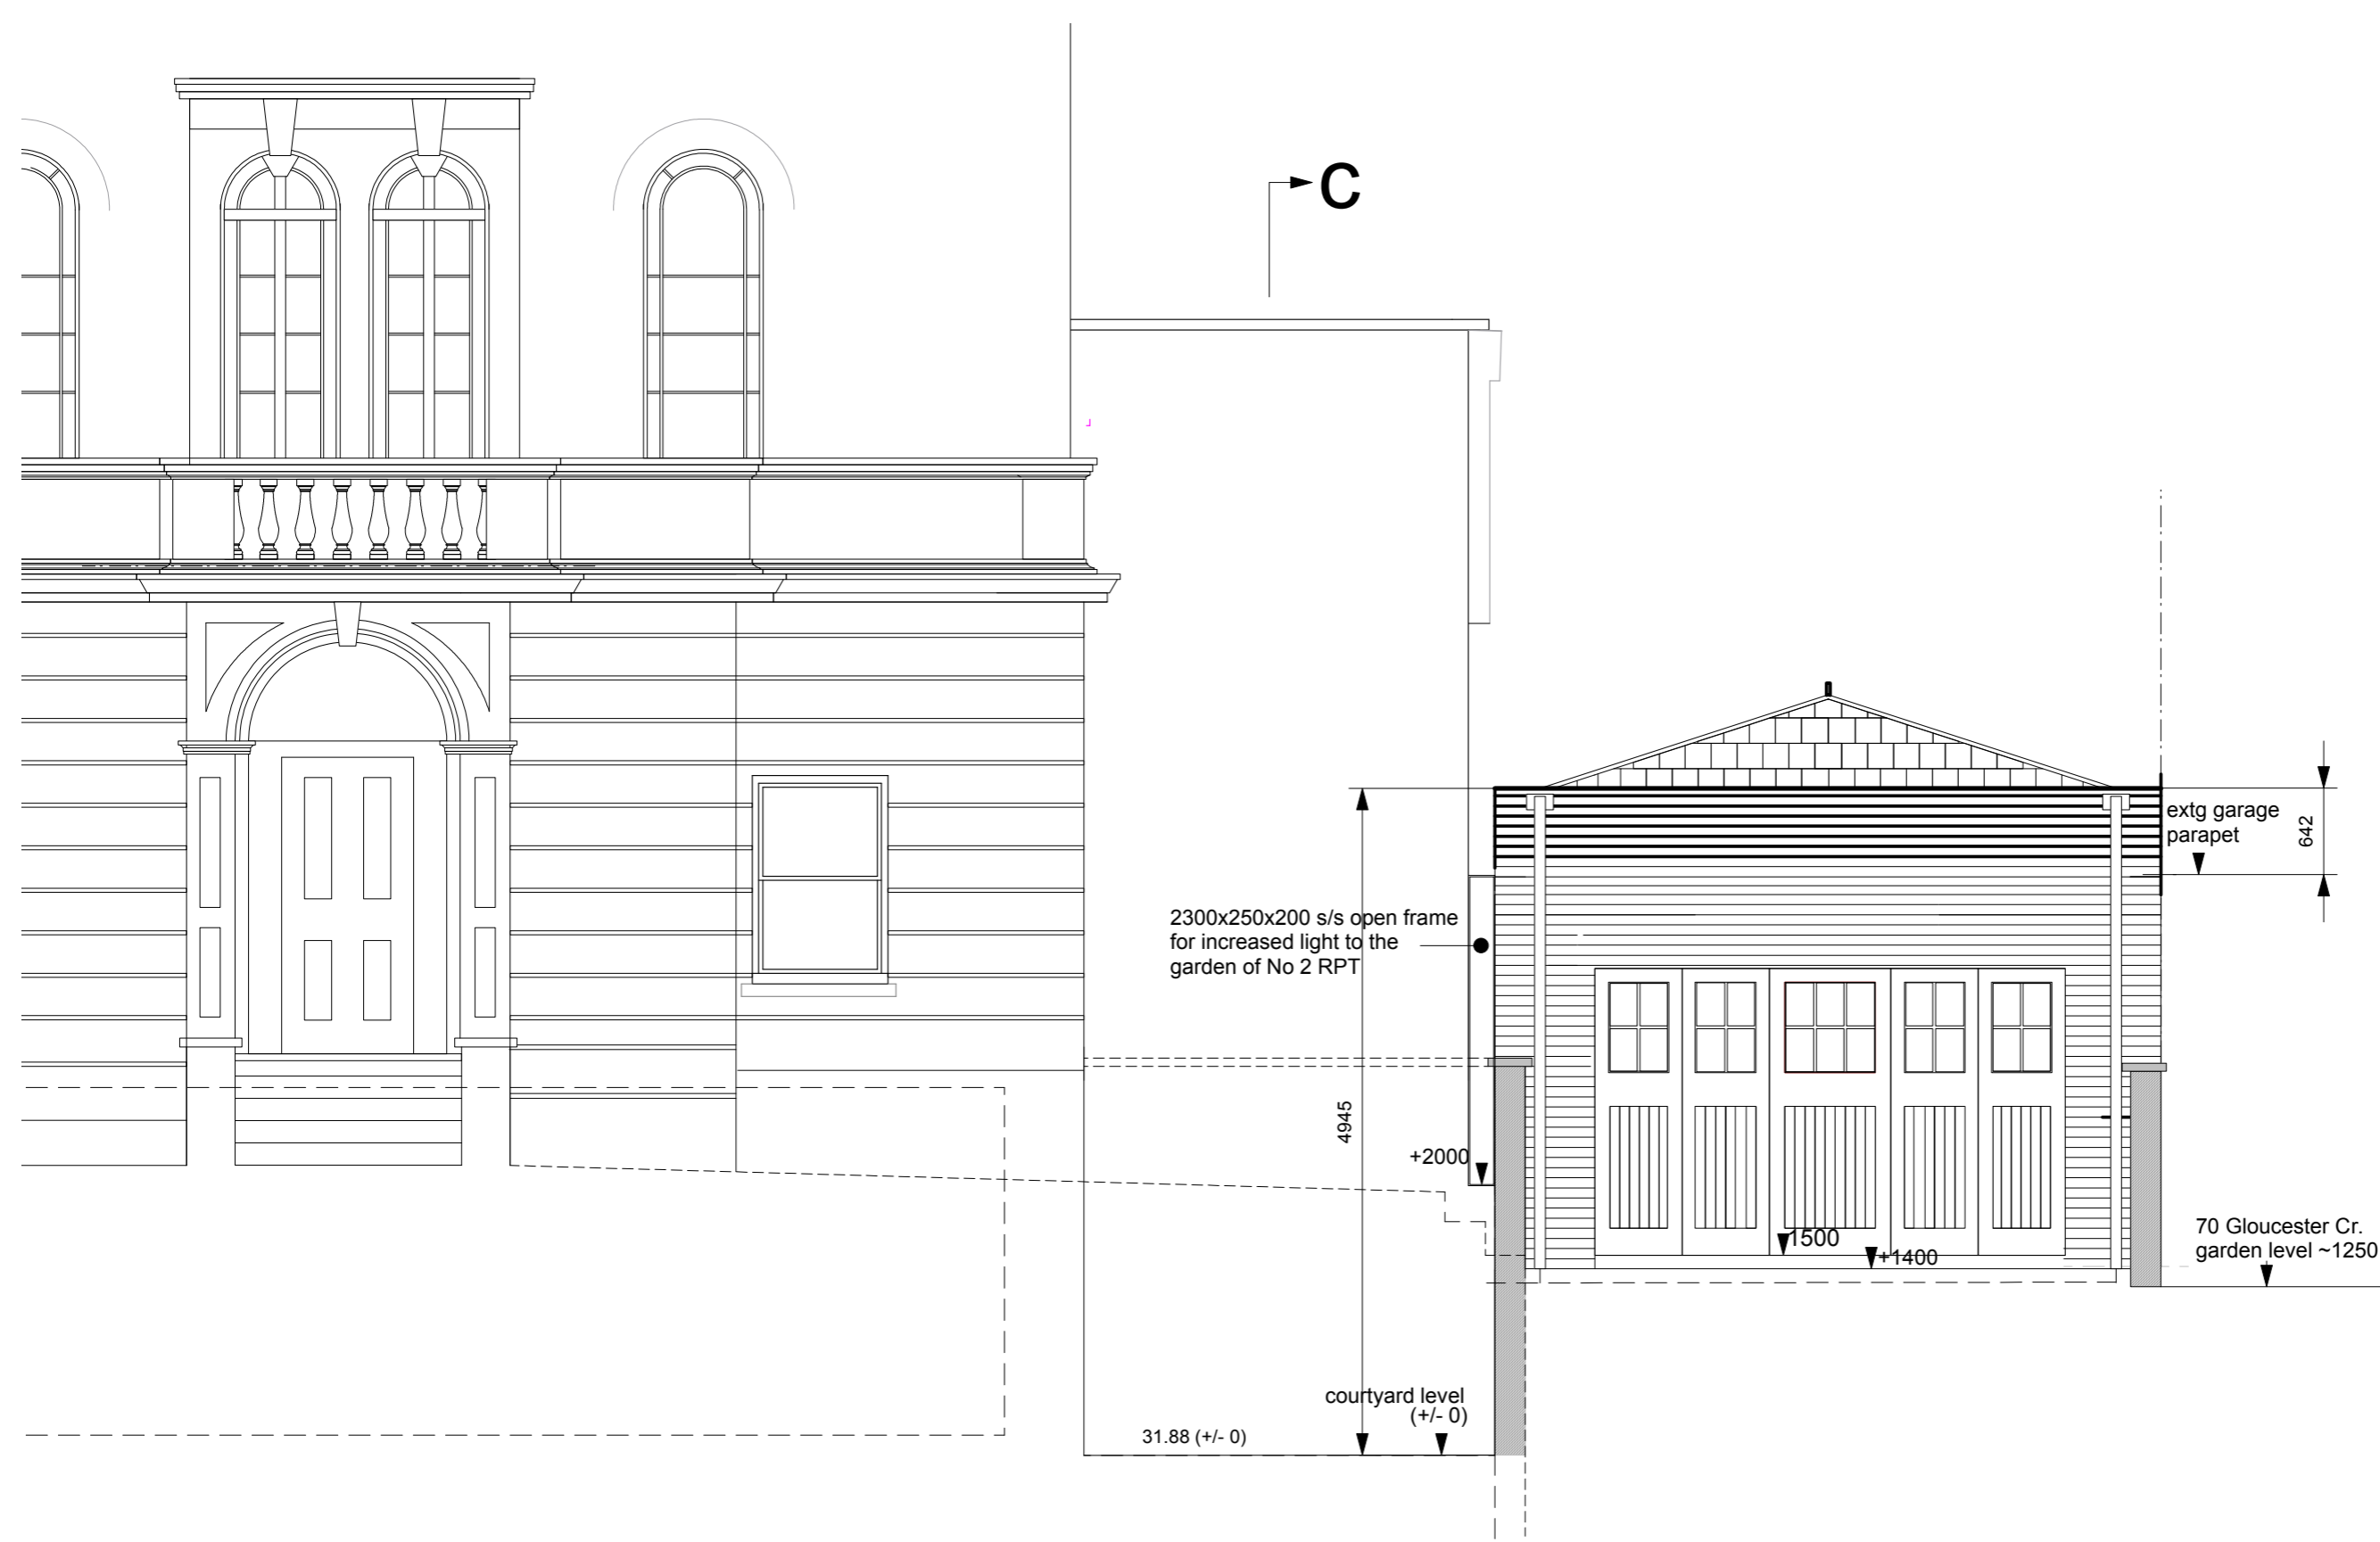 C
extg garage
parapet
642
2300x250x200 s/s open frame
for increased light to the
garden of No 2 RPT
4945
+2000
1500
+1400
70 Gloucester Cr.
garden level ~1250
courtyard level
(+/- 0)
31.88 (+/- 0)